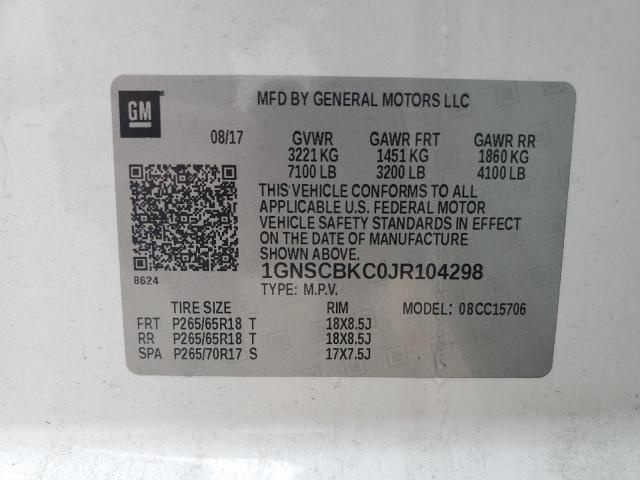 GM
MFD BY GENERAL MOTORS LLC
08/17 GVWR GAWR FRT GAWR RR
3221 KG 1451 KG 1860 KG
7100 LB 3200 LB 4100 LB
THIS VEHICLE CONFORMS TO ALL
APPLICABLE U.S. FEDERAL MOTOR
VEHICLE SAFETY STANDARDS IN EFFECT
ON THE DATE OF MANUFACTURE
SHOWN ABOVE.
8624
1GNSCBKC0JR104298
TYPE: M.P.V.
TIRE SIZE RIM MODEL: 08CC15706
FRT P265/65R18 T 18X8.5J
RR P265/65R18 T 18X8.5J
SPA P265/70R17 S 17X7.5J